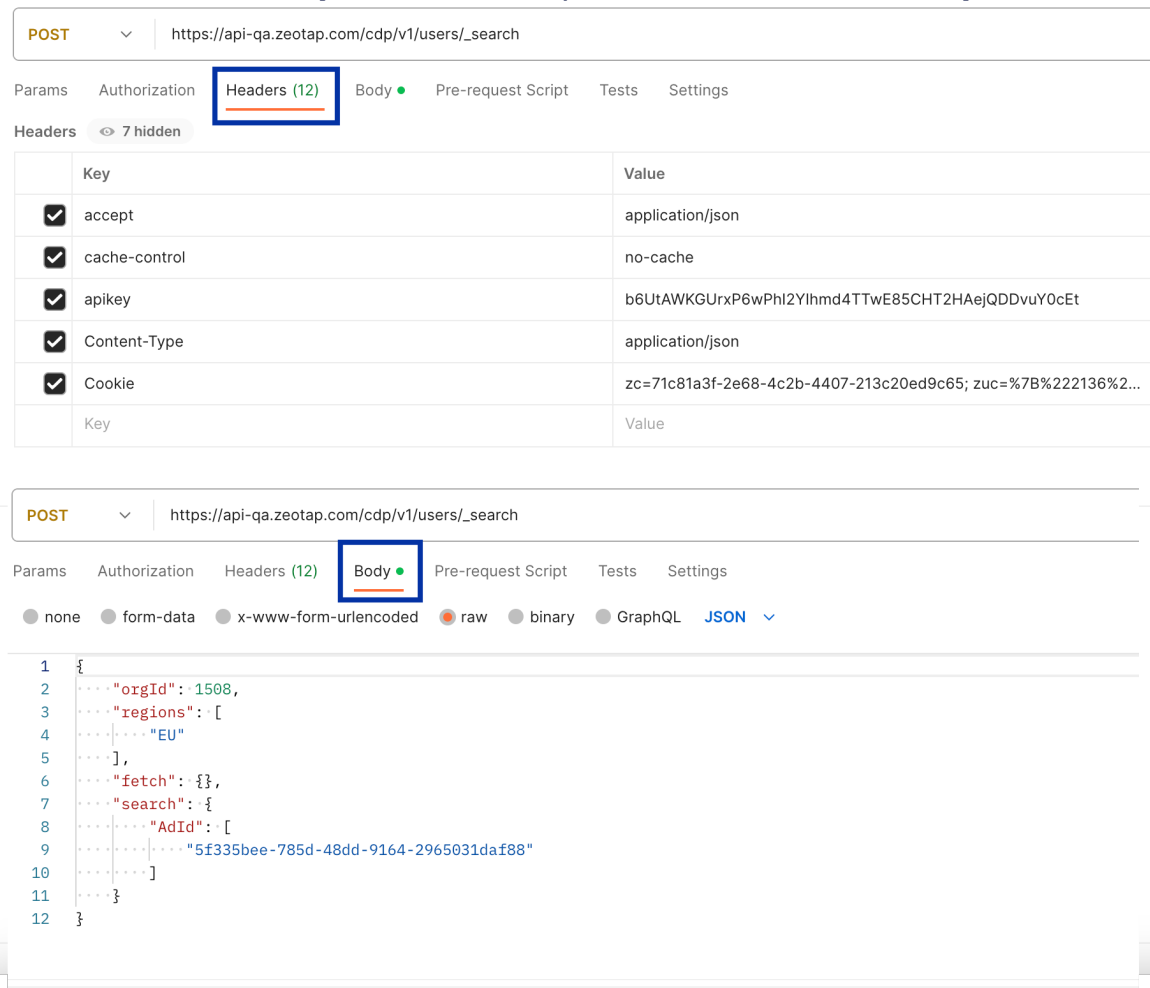 POST https://api-qa.zeotap.com/cdp/v1/users/_search
Params Authorization Headers (12) Body Pre-request Script Tests Settings
Headers 7 hidden
Key Value
accept application/json
cache-control no-cache
apikey b6UtAWKGUrxP6wPhI2YIhmd4TTwE85CHT2HAejQDDvuY0cEt
Content-Type application/json
Cookie zc=71c81a3f-2e68-4c2b-4407-213c20ed9c65; zuc=%7B%222136%2...
Key Value
POST https://api-qa.zeotap.com/cdp/v1/users/_search
Params Authorization Headers (12) Body Pre-request Script Tests Settings
none form-data x-www-form-urlencoded raw binary GraphQL JSON
1 {
2 "orgId": 1508,
3 "regions": [
4 "EU"
5 ],
6 "fetch": {},
7 "search": {
8 "AdId": [
9 "5f335bee-785d-48dd-9164-2965031daf88"
10 ]
11 }
12 }